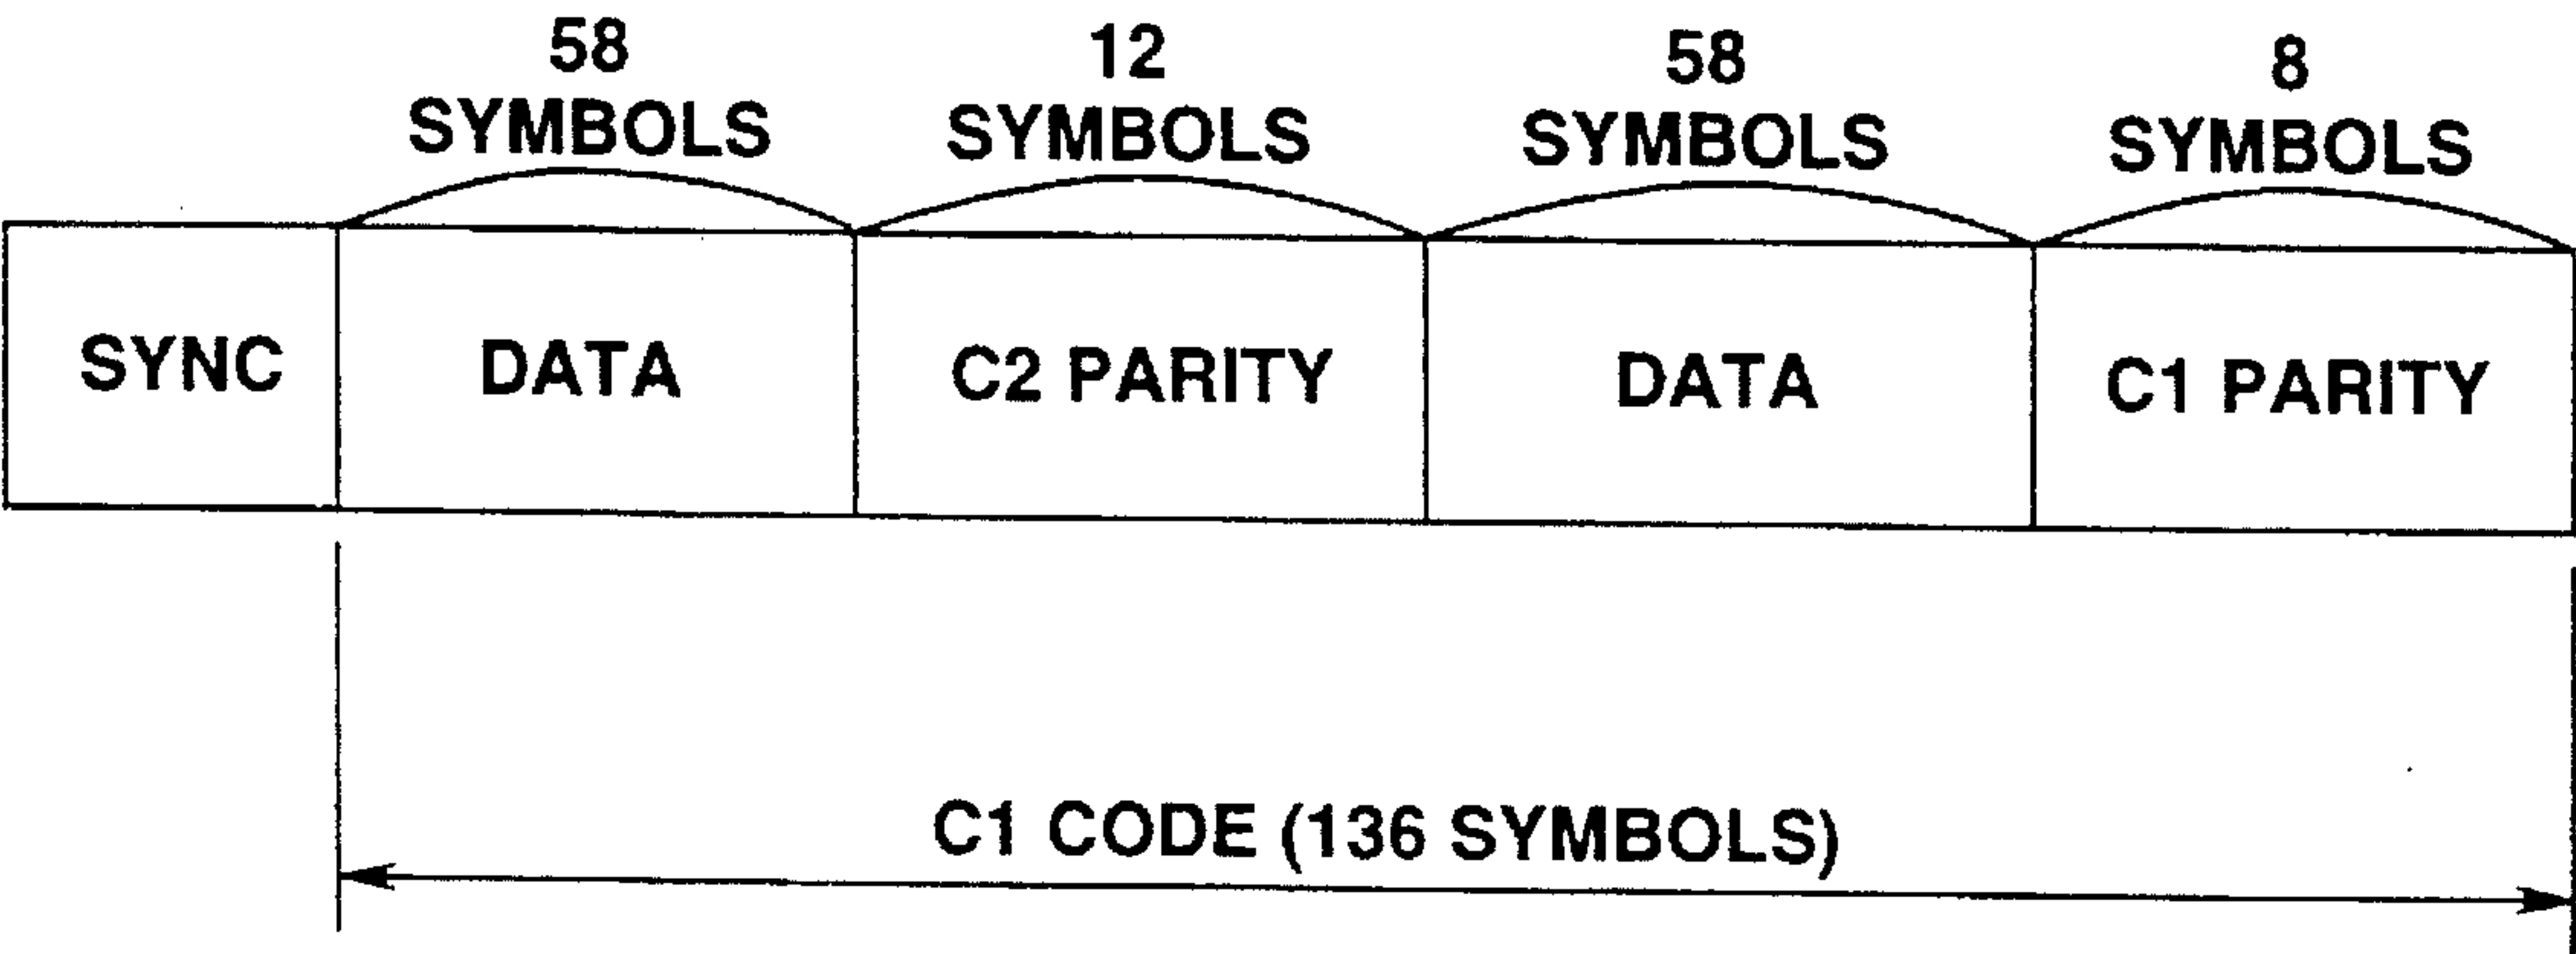 58
SYMBOLS
12
SYMBOLS
58
SYMBOLS
8
SYMBOLS
SYNC
DATA
C2 PARITY
DATA
C1 PARITY
C1 CODE (136 SYMBOLS)